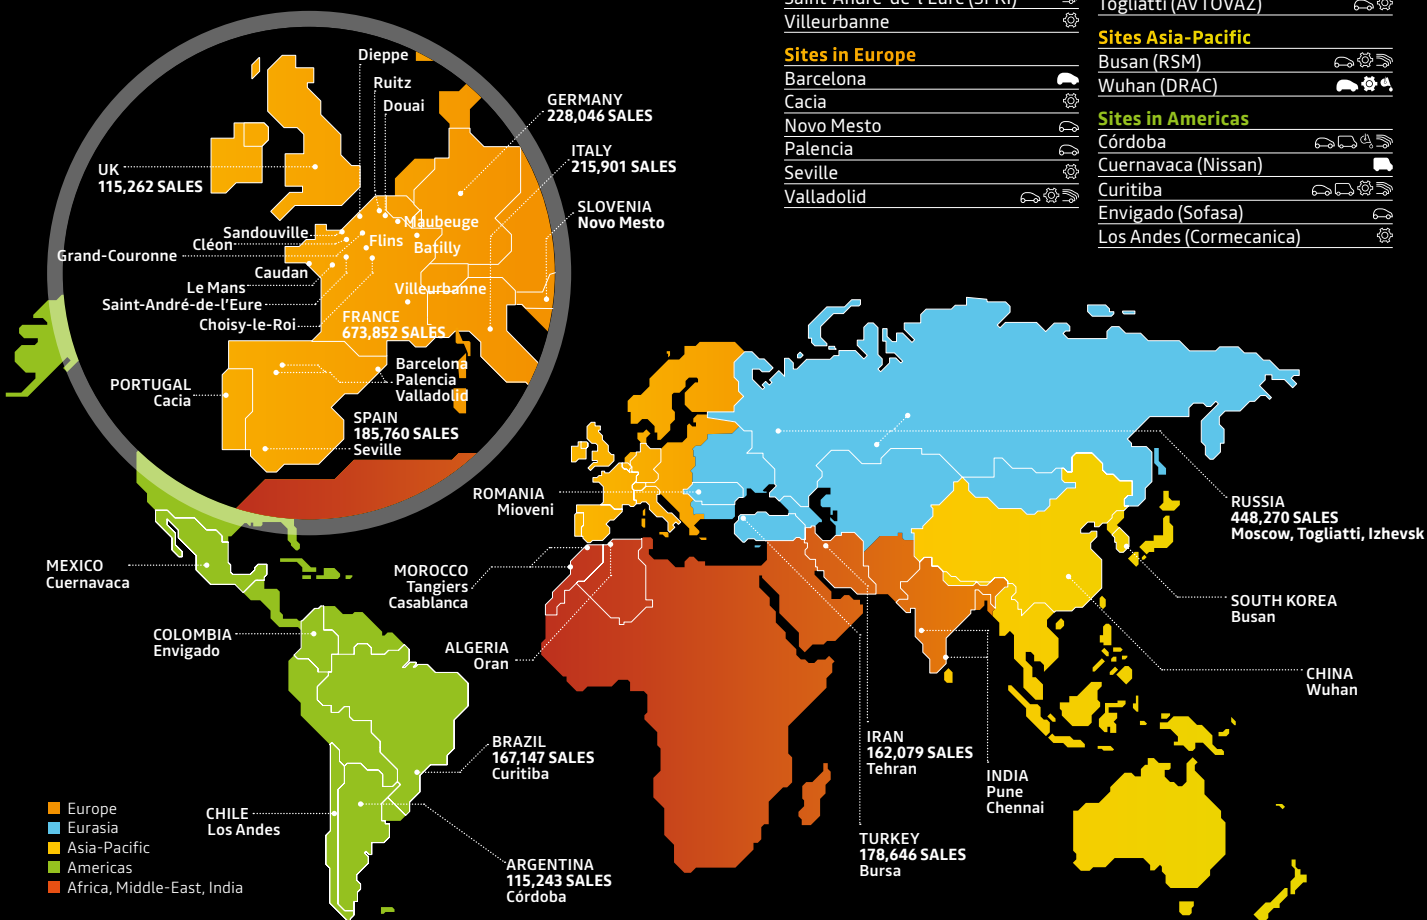 Saint-André-de-l'Eure (SFKI)
Villeurbanne
Sites in Europe
Barcelona
Cacia
Novo Mesto
Palencia
Seville
Valladolid
Togliatti (AVTOVAZ)
Sites Asia-Pacific
Busan (RSM)
Wuhan (DRAC)
Sites in Americas
Córdoba
Cuernavaca (Nissan)
Curitiba
Envigado (Sofasa)
Los Andes (Cormecanica)
Dieppe
Ruitz
Douai
GERMANY
228,046 SALES
ITALY
215,901 SALES
UK
115,262 SALES
SLOVENIA
Novo Mesto
Maubeuge
Sandouville
Flins
Cléon
Batilly
Grand-Couronne
Caudan
Le Mans
Villeurbanne
Saint-André-de-l'Eure
Choisy-le-Roi
FRANCE
673,852 SALES
Barcelona
Palencia
Valladolid
PORTUGAL
Cacia
SPAIN
185,760 SALES
Seville
ROMANIA
Mioveni
RUSSIA
448,270 SALES
Moscow, Togliatti, Izhevsk
MEXICO
Cuernavaca
MOROCCO
Tangiers
Casablanca
SOUTH KOREA
Busan
COLOMBIA
Envigado
ALGERIA
Oran
CHINA
Wuhan
BRAZIL
167,147 SALES
Curitiba
IRAN
162,079 SALES
Tehran
INDIA
Pune
Chennai
CHILE
Los Andes
TURKEY
178,646 SALES
Bursa
ARGENTINA
115,243 SALES
Córdoba
Europe
Eurasia
Asia-Pacific
Americas
Africa, Middle-East, India